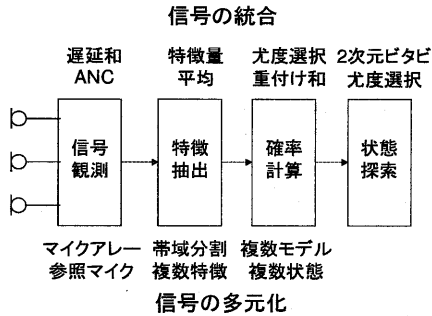 信号の統合
遅延和
ANC
特徴量
平均
尤度選択
重付け和
2次元ビタビ
尤度選択
信号
観測
特徴
抽出
確率
計算
状態
探索
マイクアレー
参照マイク
帯域分割
複数特徴
複数モデル
複数状態
信号の多元化